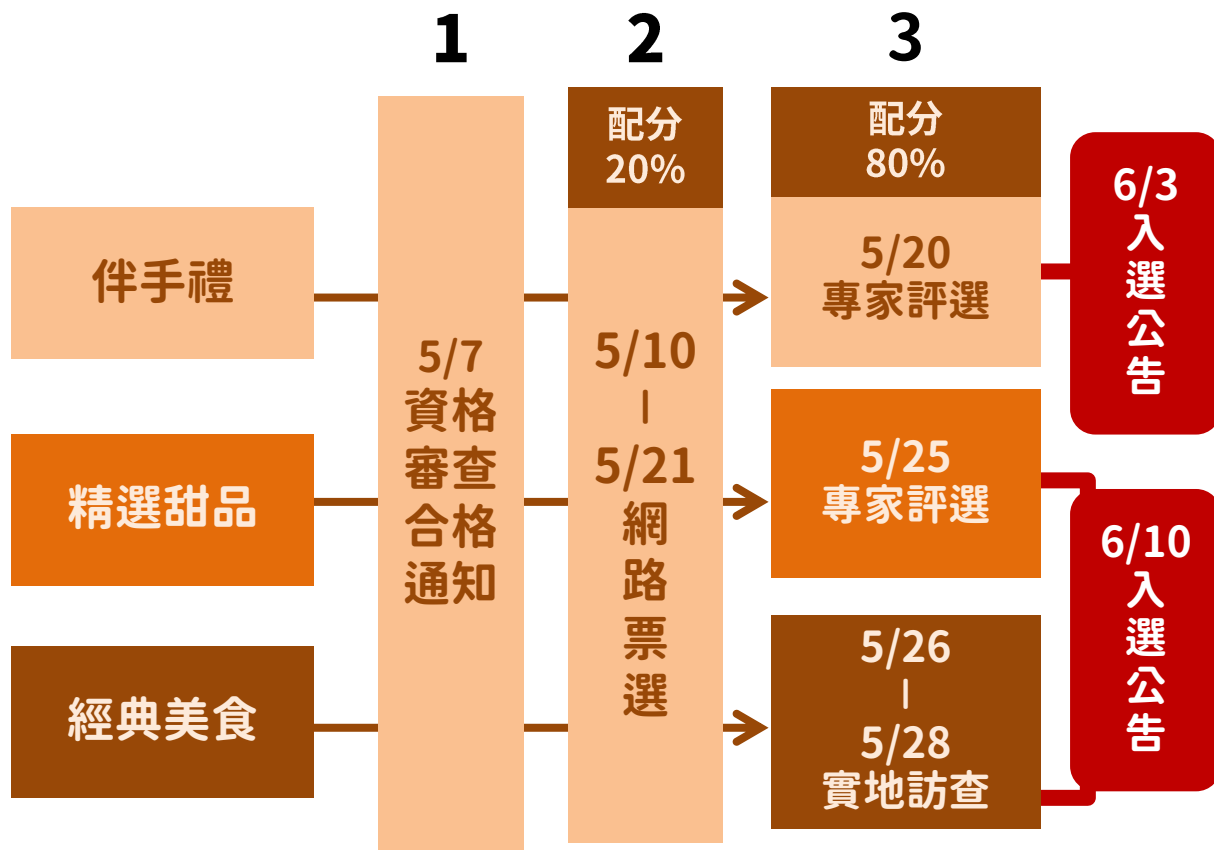 1
2
3
伴手禮
精選甜品
經典美食
5/7
資格
審查
合格
通知
配分
20%
5/10
|
5/21
網
路
票
選
配分
80%
5/20
專家評選
5/25
專家評選
5/26
|
5/28
實地訪查
6/3
入
選
公
告
6/10
入
選
公
告